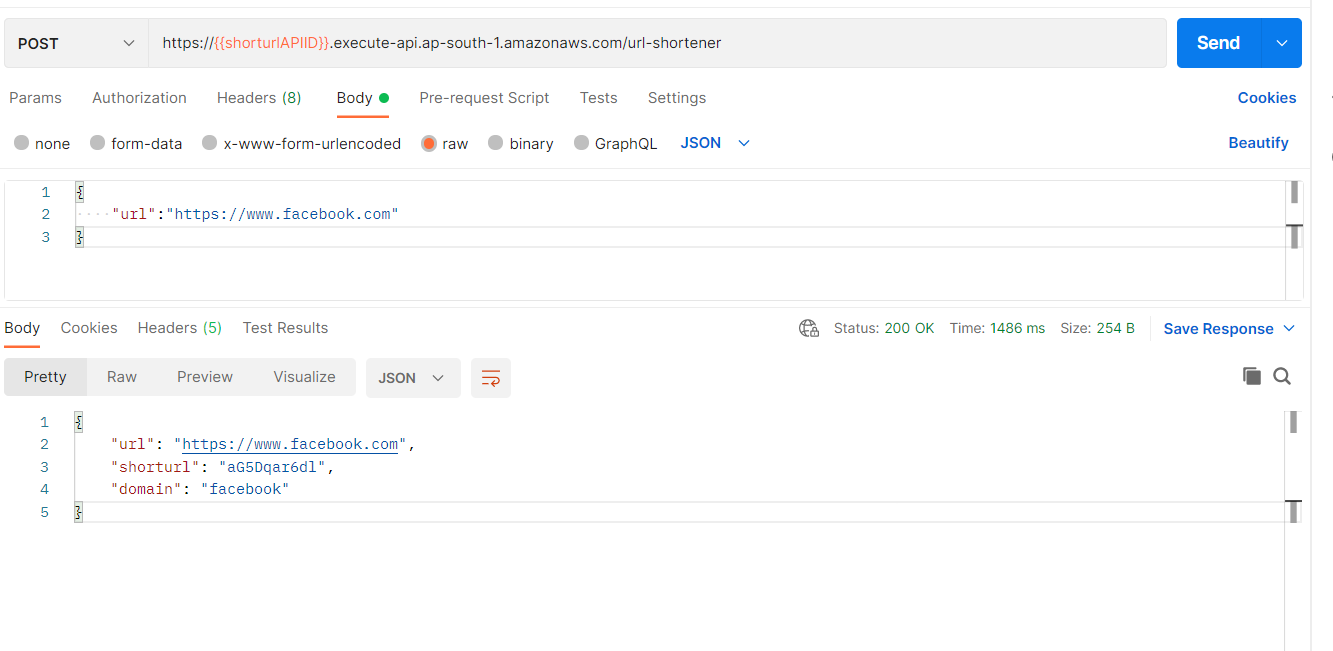 POST https://{{shorturlAPIID}}.execute-api.ap-south-1.amazonaws.com/url-shortener Send
Params Authorization Headers (8) Body Pre-request Script Tests Settings Cookies
none form-data x-www-form-urlencoded raw binary GraphQL JSON Beautify
1 {
2 ····"url":"https://www.facebook.com"
3 }
Body Cookies Headers (5) Test Results Status: 200 OK Time: 1486 ms Size: 254 B Save Response
Pretty Raw Preview Visualize JSON
1 {
2 "url": "https://www.facebook.com",
3 "shorturl": "aG5Dqar6dl",
4 "domain": "facebook"
5 }